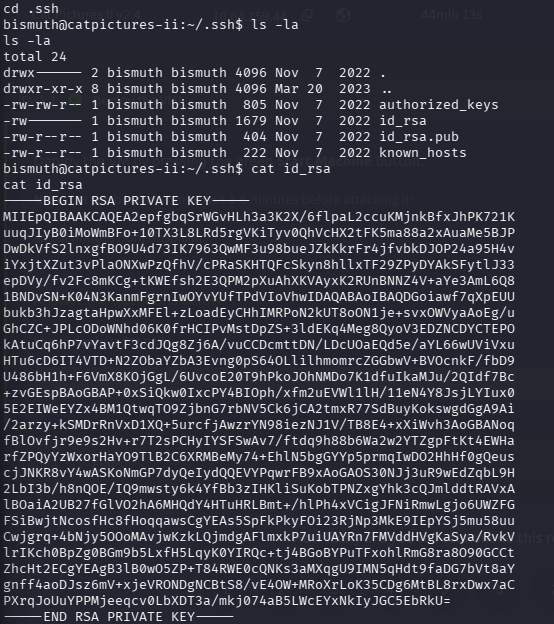 cd .ssh
bismuth@catpictures-ii:~/.ssh$ ls -la
ls -la
total 24
drwx------ 2 bismuth bismuth 4096 Nov  7  2022 .
drwxr-xr-x 8 bismuth bismuth 4096 Mar 20  2023 ..
-rw-rw-r-- 1 bismuth bismuth  805 Nov  7  2022 authorized_keys
-rw------- 1 bismuth bismuth 1679 Nov  7  2022 id_rsa
-rw-r--r-- 1 bismuth bismuth  404 Nov  7  2022 id_rsa.pub
-rw-r--r-- 1 bismuth bismuth  222 Nov  7  2022 known_hosts
bismuth@catpictures-ii:~/.ssh$ cat id_rsa
cat id_rsa
-----BEGIN RSA PRIVATE KEY-----
MIIEpQIBAAKCAQEA2epfgbqSrWGvHLh3a3K2X/6flpaL2ccuKMjnkBfxJhPK721K
uuqJIyb0iMoWmBFo+10TX3L8LRd5rgVKiTyv0QhVcHX2tFK5ma88a2xAuaMe5BJP
DwDkVfS2lnxgfBO9U4d73IK7963QwMF3u98bueJZkKkrFr4jfvbkDJOP24a95H4v
iYxjtXZut3vPlaONXwPzQfhV/cPRaSKHTQFcSkyn8hllxTF29ZPyDYAkSFytlJ33
epDVy/fv2Fc8mKCg+tKWEfsh2E3QPM2pXuAhXKVAyxK2RUnBNNZ4V+aYe3AmL6Q8
1BNDvSN+K04N3KanmFgrnIwOYvYUfTPdVIoVhwIDAQABAoIBAQDGoiawf7qXpEUU
bukb3hJzagtaHpwXxMFEl+zLoadEyCHhIMRPoN2kUT8oON1je+svxOWVyaAoEg/u
GhCZC+JPLcODoWNhd06K0frHCIPvMstDpZS+3ldEKq4Meg8QyoV3EDZNCDYCTEPO
kAtuCq6hP7vYavtF3cdJQg8Zj6A/vuCCDcmttDN/LDcUOaEQd5e/aYL66wUViVxu
HTu6cD6IT4VTD+N2ZObaYZbA3Evng0pS64OLlilhmomrcZGGbwV+BVOcnkF/fbD9
U486bH1h+F6VmX8KOjGgL/6UvcoE20T9hPkoJOhNMDo7K1dfuIkaMJu/2QIdf7Bc
+zvGEspBAoGBAP+0xSiQkw0IxcPY4BIOph/xfm2uEVWl1lH/11eN4Y8JsjLYIux0
5E2EIWeEYZx4BM1QtwqTO9ZjbnG7rbNV5Ck6jCA2tmxR77SdBuyKokswgdGgA9Ai
/2arzy+kSMDrRnVxD1XQ+5urcfjAwzrYN98iezNJ1V/TB8E4+xXiWvh3AoGBANoq
fBlOvfjr9e9s2Hv+r7T2sPCHyIYSFSwAv7/ftdq9h88b6Wa2w2YTZgpFtKt4EWHa
rfZPQyYzWxorHaYO9TlB2C6XRMBeMy74+EhlN5bgGYYp5prmqIwDO2HhHf0gQeus
cjJNKR8vY4wASKoNmGP7dyQeIydQQEVYPqwrFB9xAoGAOS30NJj3uR9wEdZqbL9H
2LbI3b/h8nQOE/IQ9mwsty6k4YfBb3zIHKliSuKobTPNZxgYhk3cQJmlddtRAVxA
lBOaiA2UB27fGlVO2hA6MHQdY4HTuHRLBmt+/hlPh4xVCigJFNiRmwLgjo6UWZFG
FSiBwjtNcosfHc8fHoqqawsCgYEAs5SpFkPkyFOi23RjNp3MkE9IEpYSj5mu58uu
Cwjgrq+4bNjy5OOoMAvjwKzkLQjmdgAFlmxkP7uiUAYRn7FMVddHVgKaSya/RvkV
lrIKch0BpZg0BGm9b5LxfH5LqyK0YIRQc+tj4BGoBYPuTFxohlRmG8ra8O90GCCt
ZhcHt2ECgYEAgB3lB0wO5ZP+T84RWE0cQNKs3aMXqgU9IMN5qHdt9faDG7bVt8aY
gnff4aoDJsz6mV+xjeVRONDgNCBtS8/vE4OW+MRoXrLoK35CDg6MtBL8rxDwx7aC
PXrqJoUuYPPMjeeqcv0LbXDT3a/mkj074aB5LWcEYxNkIyJGC5EbRkU=
-----END RSA PRIVATE KEY-----